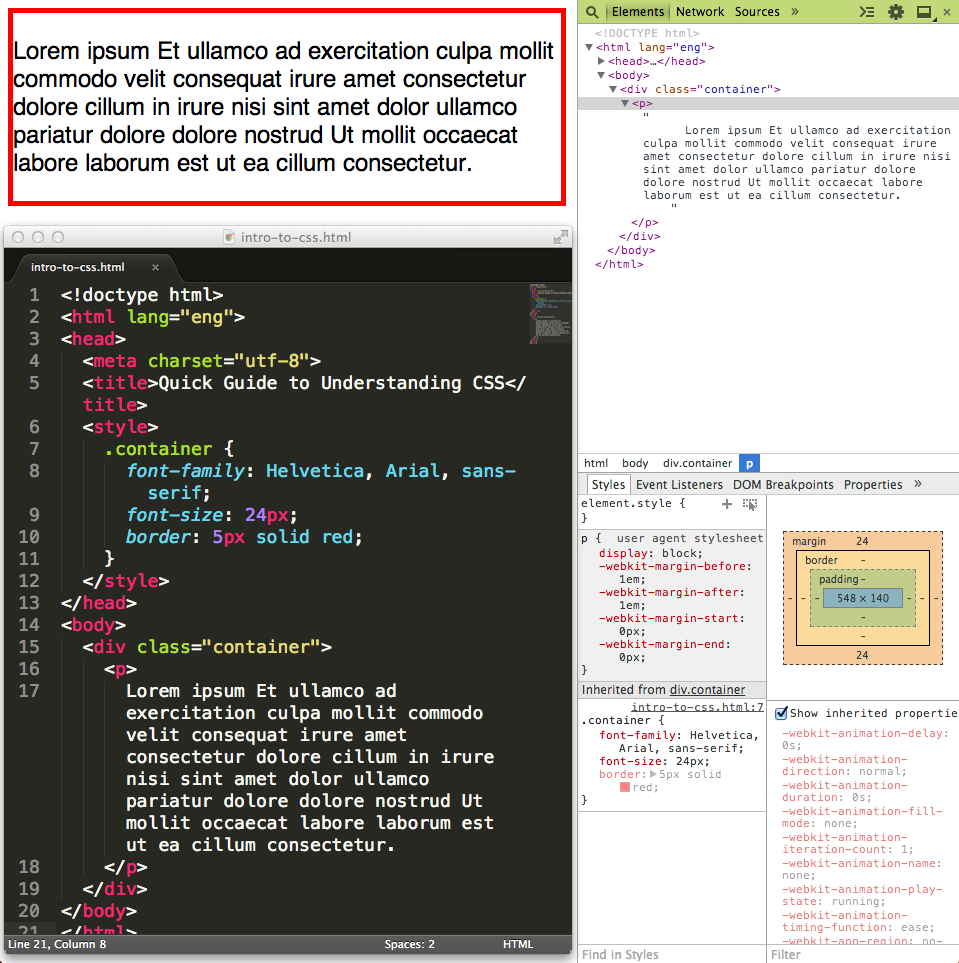 Lorem ipsum Et ullamco ad exercitation culpa mollit
commodo velit consequat irure amet consectetur
dolore cillum in irure nisi sint amet dolor ullamco
pariatur dolore dolore nostrud Ut mollit occaecat
labore laborum est ut ea cillum consectetur.
intro-to-css.html
intro-to-css.html ×
1 <!doctype html>
2 <html lang="eng">
3 <head>
4 <meta charset="utf-8">
5 <title>Quick Guide to Understanding CSS</
title>
6 <style>
7 .container {
8 font-family: Helvetica, Arial, sans-
serif;
9 font-size: 24px;
10 border: 5px solid red;
11 }
12 </style>
13 </head>
14 <body>
15 <div class="container">
16 <p>
17 Lorem ipsum Et ullamco ad
exercitation culpa mollit commodo
velit consequat irure amet
consectetur dolore cillum in irure
nisi sint amet dolor ullamco
pariatur dolore dolore nostrud Ut
mollit occaecat labore laborum est
ut ea cillum consectetur.
18 </p>
19 </div>
20 </body>
21 </html>
Line 21, Column 8 Spaces: 2 HTML
Elements Network Sources » ×
<!DOCTYPE html>
▼<html lang="eng">
▶<head>…</head>
▼<body>
▼<div class="container">
▼<p>
"
Lorem ipsum Et ullamco ad exercitation
culpa mollit commodo velit consequat irure
amet consectetur dolore cillum in irure nisi
sint amet dolor ullamco pariatur dolore
dolore nostrud Ut mollit occaecat labore
laborum est ut ea cillum consectetur.
"
</p>
</div>
</body>
</html>
html body div.container p
Styles Event Listeners DOM Breakpoints Properties »
element.style { +
}
p { user agent stylesheet
display: block;
-webkit-margin-before:
1em;
-webkit-margin-after:
1em;
-webkit-margin-start:
0px;
-webkit-margin-end:
0px;
}
Inherited from div.container
intro-to-css.html:7
.container {
font-family: Helvetica,
Arial, sans-serif;
font-size: 24px;
border:▶5px solid
red;
}
Find in Styles
margin 24
border -
padding -
- - - 548 × 140 - - -
-
-
24
Show inherited propertie
-webkit-animation-delay:
0s;
-webkit-animation-
direction: normal;
-webkit-animation-
duration: 0s;
-webkit-animation-fill-
mode: none;
-webkit-animation-
iteration-count: 1;
-webkit-animation-name:
none;
-webkit-animation-play-
state: running;
-webkit-animation-
timing-function: ease;
-webkit-app-region: no-
Filter